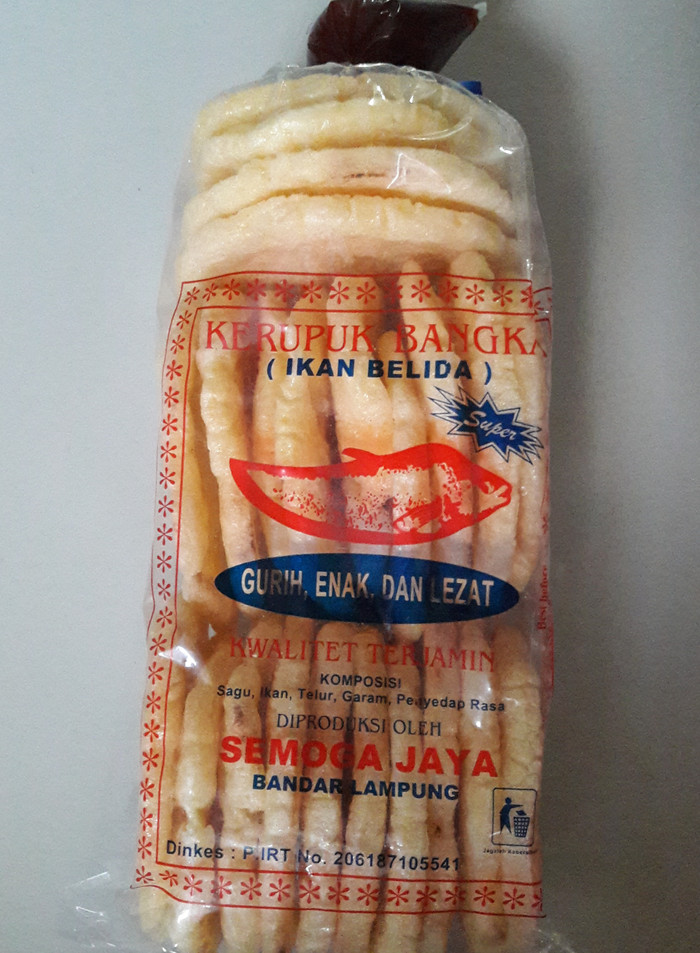 KERUPUK BANGKA
( IKAN BELIDA )
Super
GURIH, ENAK, DAN LEZAT
KWALITET TERJAMIN
KOMPOSISI
Sagu, Ikan, Telur, Garam, Penyedap Rasa
DIPRODUKSI OLEH
SEMOGA JAYA
BANDAR LAMPUNG
Dinkes : P.IRT No. 206187105541